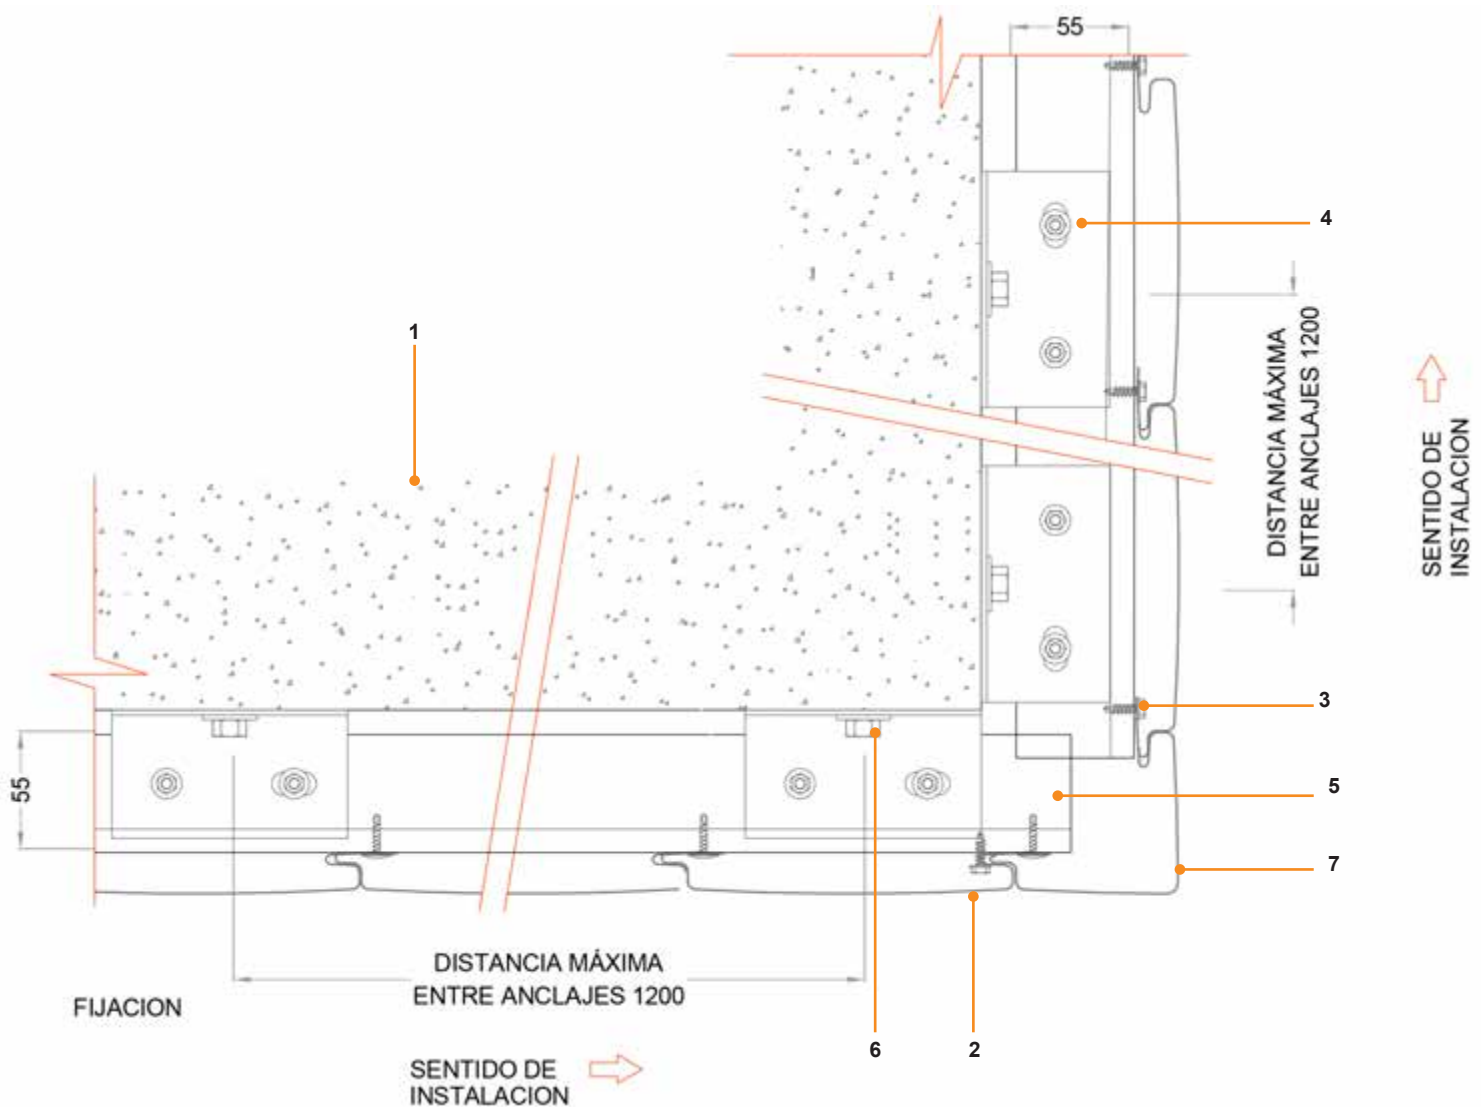 55
4
1
DISTANCIA MÁXIMA
ENTRE ANCLAJES 1200
SENTIDO DE
INSTALACION
3
55
5
7
DISTANCIA MÁXIMA
ENTRE ANCLAJES 1200
FIJACION
6
2
SENTIDO DE
INSTALACION